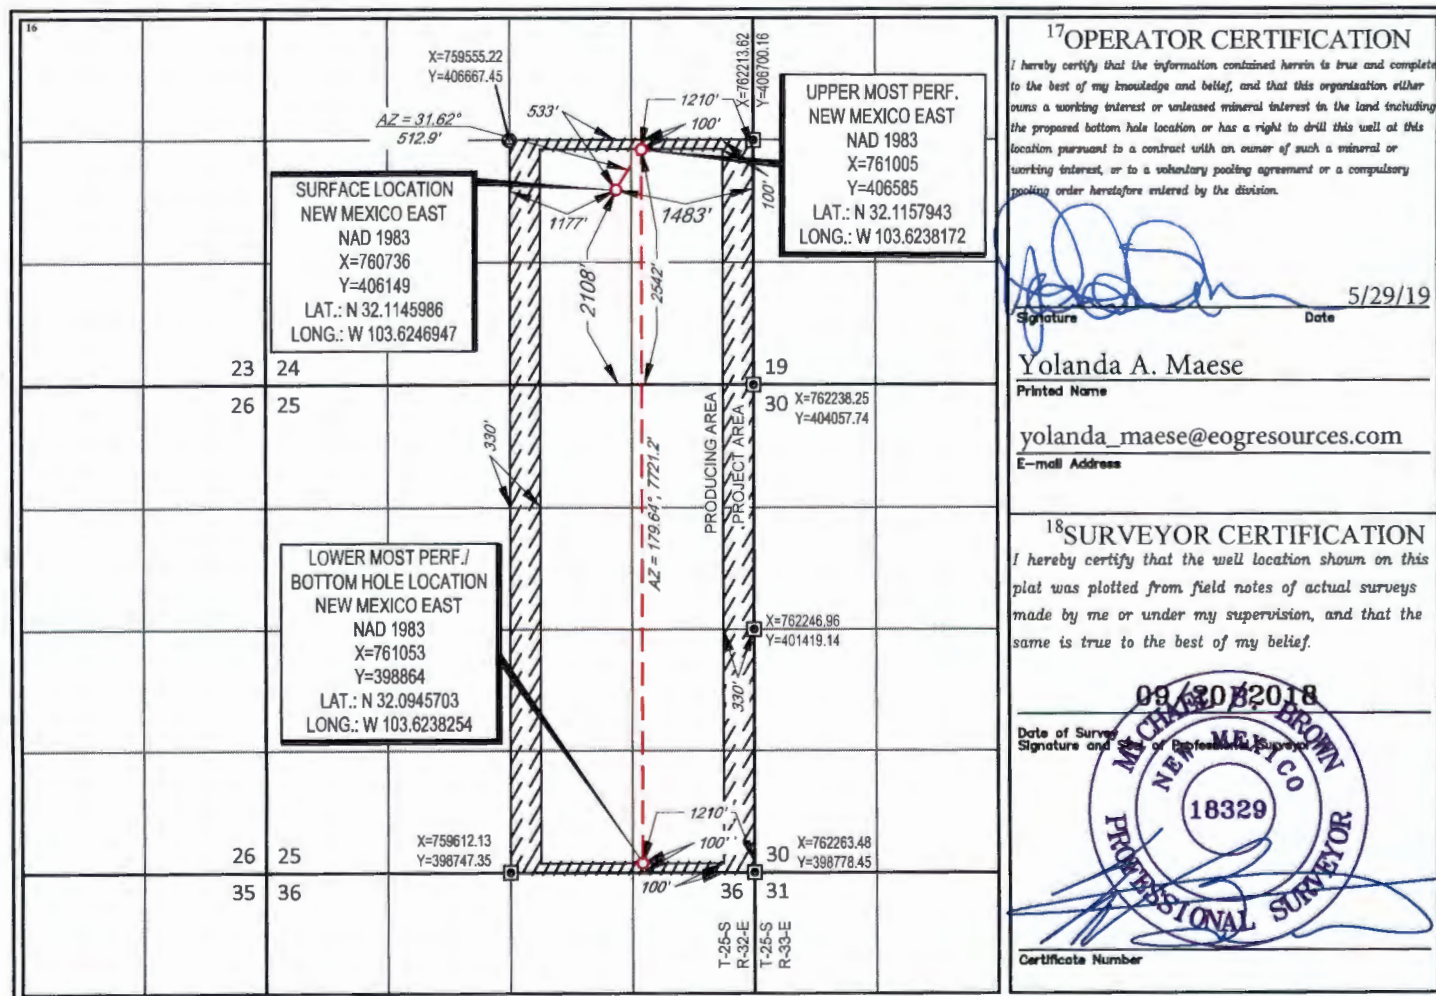 16
X=759555.22
Y=406667.45
X=762213.62
Y=406700.16
AZ = 31.62°
512.9'
533'
1210'
100'
100'
UPPER MOST PERF.
NEW MEXICO EAST
NAD 1983
X=761005
Y=406585
LAT.: N 32.1157943
LONG.: W 103.6238172
SURFACE LOCATION
NEW MEXICO EAST
NAD 1983
X=760736
Y=406149
LAT.: N 32.1145986
LONG.: W 103.6246947
1177'
1483'
2108'
2542'
23 24
26 25
19
30
X=762238.25
Y=404057.74
330'
PRODUCING AREA
PROJECT AREA
AZ = 179.64°, 7721.2'
LOWER MOST PERF./
BOTTOM HOLE LOCATION
NEW MEXICO EAST
NAD 1983
X=761053
Y=398864
LAT.: N 32.0945703
LONG.: W 103.6238254
X=762246.96
Y=401419.14
330'
1210'
100'
100'
X=759612.13
Y=398747.35
X=762263.48
Y=398778.45
26 25
35 36
30
36 31
T-25-S
R-32-E
T-25-S
R-33-E
17 OPERATOR CERTIFICATION
I hereby certify that the information contained herein is true and complete
to the best of my knowledge and belief, and that this organization either
owns a working interest or unleased mineral interest in the land including
the proposed bottom hole location or has a right to drill this well at this
location pursuant to a contract with an owner of such a mineral or
working interest, or to a voluntary pooling agreement or a compulsory
pooling order heretofore entered by the division.
5/29/19
Signature Date
Yolanda A. Maese
Printed Name
yolanda_maese@eogresources.com
E-mail Address
18 SURVEYOR CERTIFICATION
I hereby certify that the well location shown on this
plat was plotted from field notes of actual surveys
made by me or under my supervision, and that the
same is true to the best of my belief.
09/20/2018
Date of Survey
Signature and Seal of Professional Surveyor
MICHAEL B. BROWN
NEW MEXICO
18329
PROFESSIONAL SURVEYOR
Certificate Number